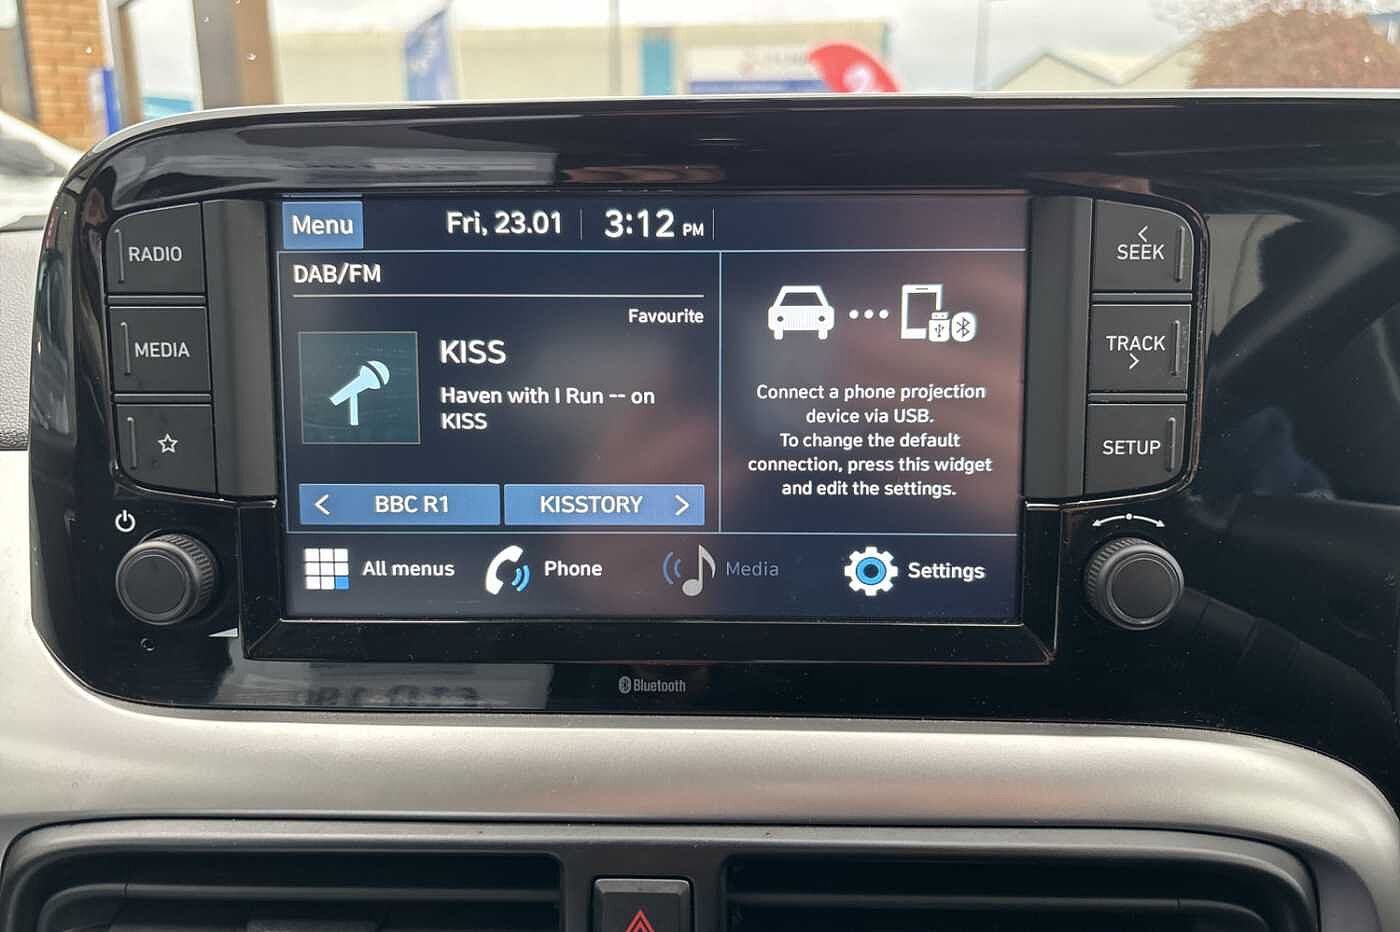 Menu
Fri, 23.01
3:12 PM
RADIO
MEDIA
DAB/FM
Favourite
KISS
Haven with I Run -- on
KISS
BBC R1
KISSTORY
Connect a phone projection
device via USB.
To change the default
connection, press this widget
and edit the settings.
All menus
Phone
Media
Settings
SEEK
TRACK
SETUP
Bluetooth